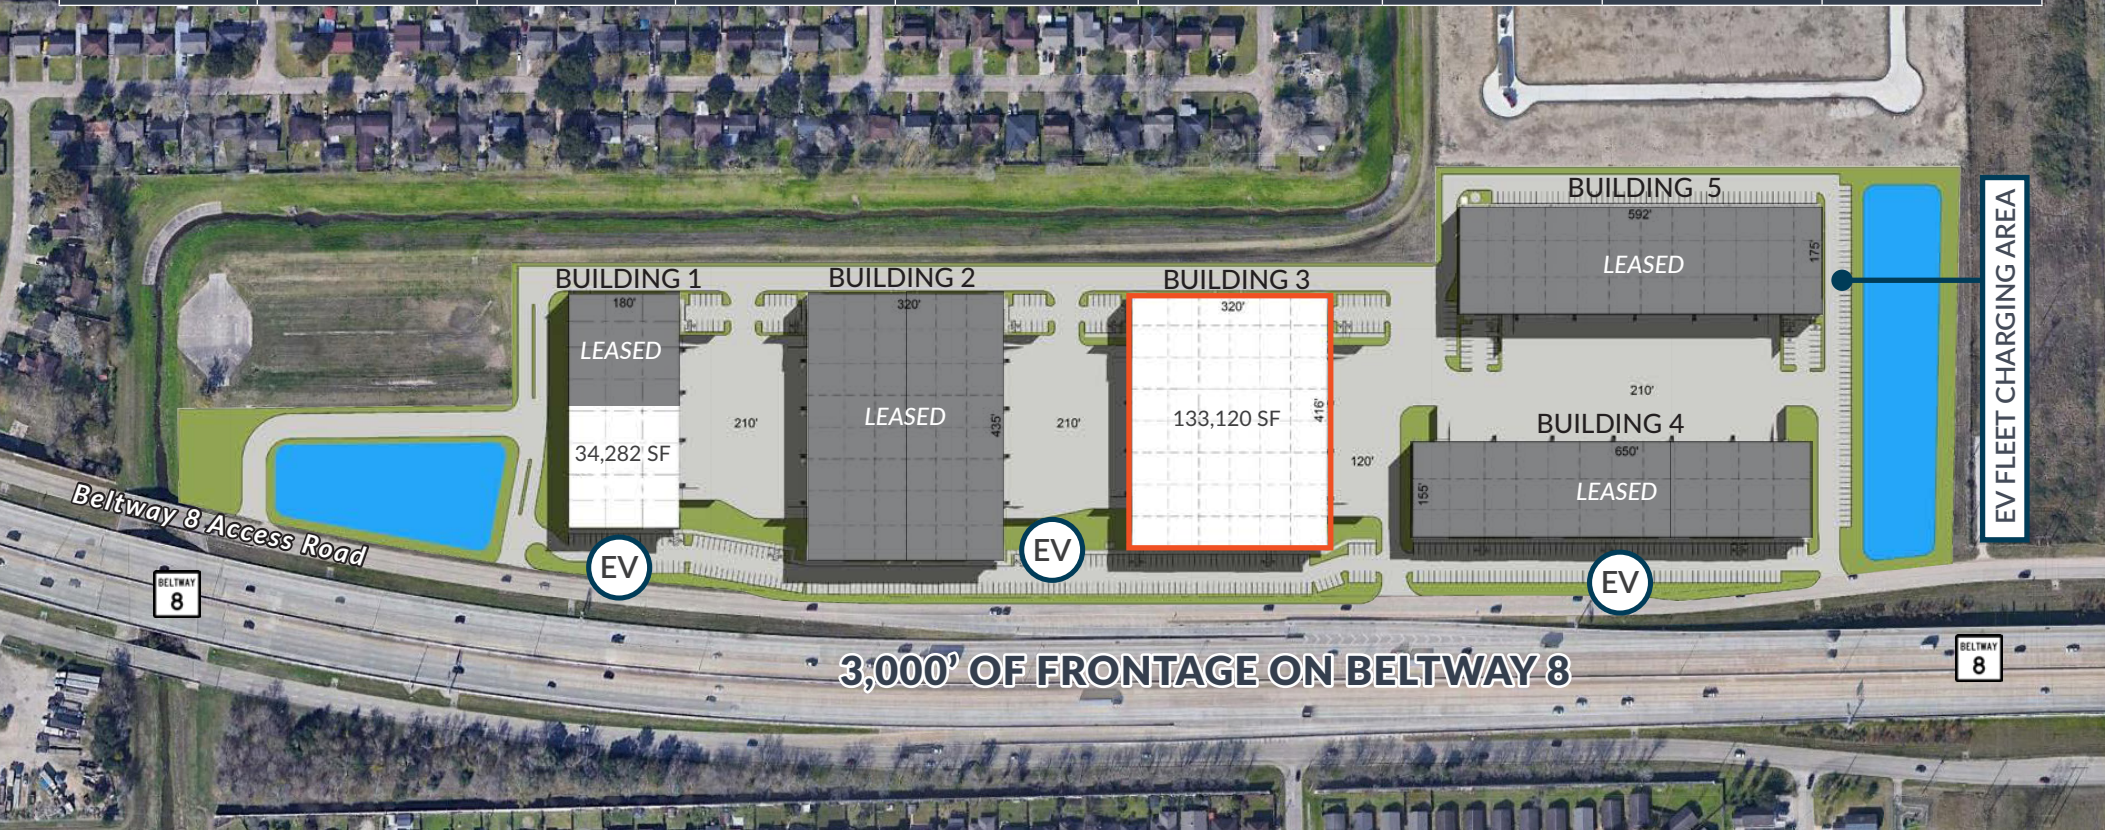 BUILDING 5
592'
175'
LEASED
EV FLEET CHARGING AREA
BUILDING 1
180'
LEASED
34,282 SF
BUILDING 2
320'
LEASED
435'
BUILDING 3
320'
133,120 SF
416'
210'
210'
120'
210'
BUILDING 4
650'
155'
LEASED
Beltway 8 Access Road
EV
EV
EV
BELTWAY
8
3,000' OF FRONTAGE ON BELTWAY 8
BELTWAY
8